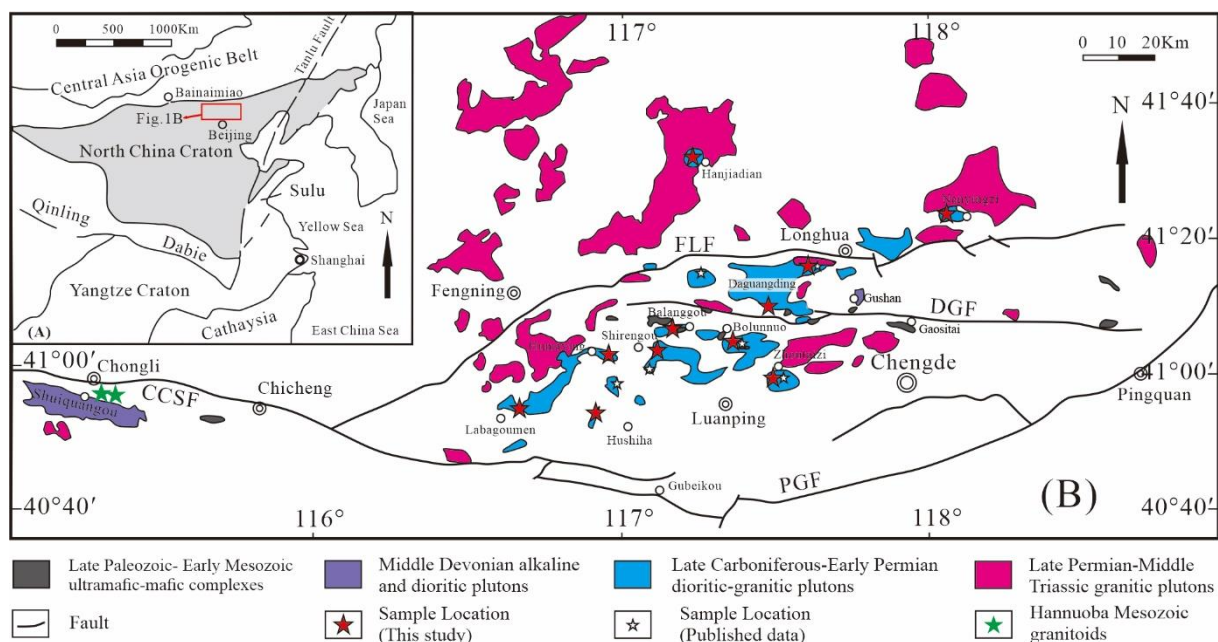 0 500 1000Km
Central Asia Orogenic Belt
Tanlu Fault
Bainaimiao
Japan
Sea
Fig.1B
Beijing
North China Craton
Sulu
Qinling
Dabie
Yellow Sea
N
Shanghai
Yangtze Craton
Cathaysia
East China Sea
(A)
117°
118°
0 10 20Km
41°40′
N
Hanjiadian
41°20′
Longhua
FLF
Fengning
Daguangding
Gushan
DGF
Balanggou
Bolunnuo
Gaositai
Shirengou
41°00′
Chongli
Chengde
41°00′
CCSF
Chicheng
Shuiquangou
Pingquan
Luanping
Labagoumen
Hushiha
PGF
Gubeikou
(B)
40°40′
40°40′
116°
117°
118°
Late Paleozoic- Early Mesozoic
ultramafic-mafic complexes
Middle Devonian alkaline
and dioritic plutons
Late Carboniferous-Early Permian
dioritic-granitic plutons
Late Permian-Middle
Triassic granitic plutons
Fault
Sample Location
(This study)
Sample Location
(Published data)
Hannuoba Mesozoic
granitoids